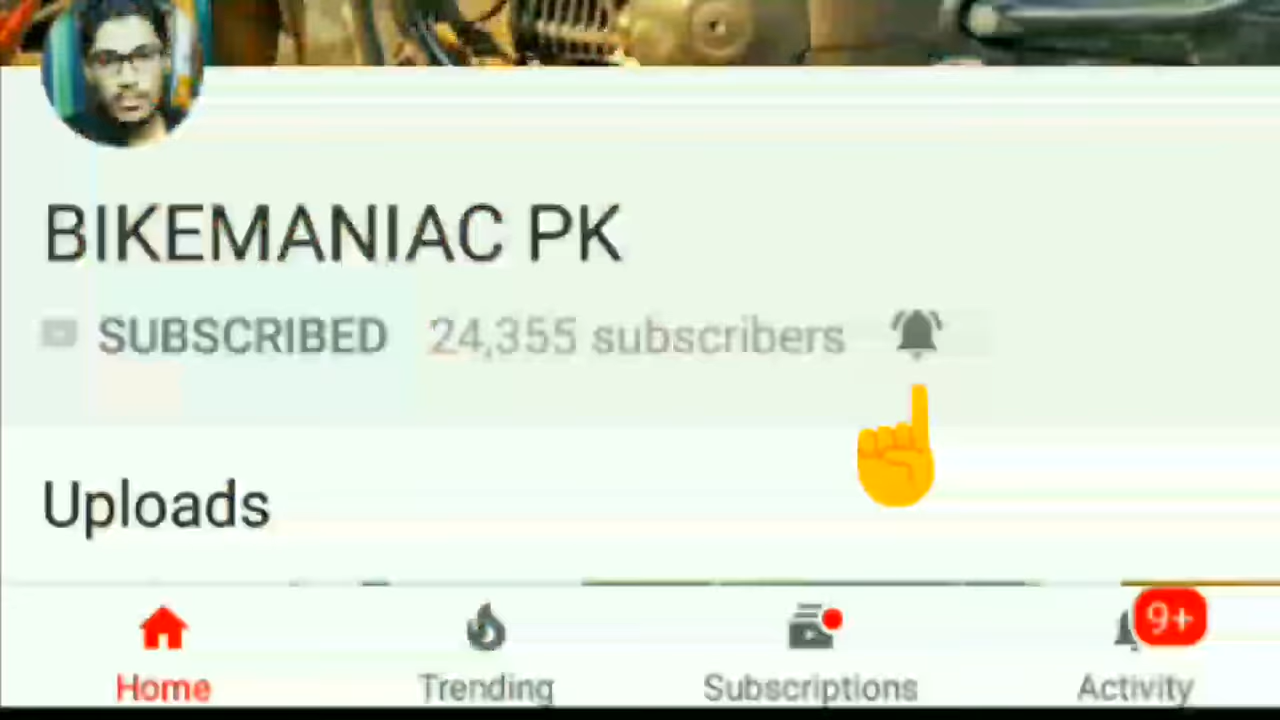 BIKEMANIAC PK
SUBSCRIBED 24,355 subscribers
Uploads
Home Trending Subscriptions Activity
9+